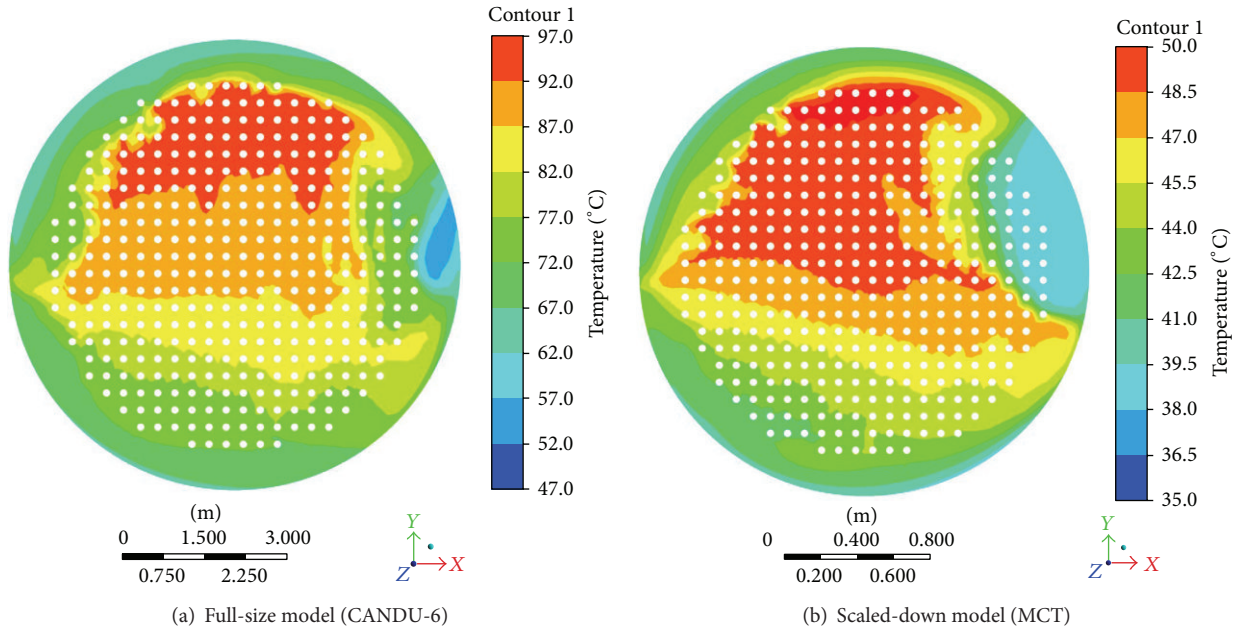 Contour 1
97.0
92.0
87.0
82.0
77.0
72.0
67.0
62.0
57.0
52.0
47.0
Temperature (°C)
(m)
0 1.500 3.000
0.750 2.250
Y
Z X
(a) Full-size model (CANDU-6)
Contour 1
50.0
48.5
47.0
45.5
44.0
42.5
41.0
39.5
38.0
36.5
35.0
Temperature (°C)
(m)
0 0.400 0.800
0.200 0.600
Y
Z X
(b) Scaled-down model (MCT)